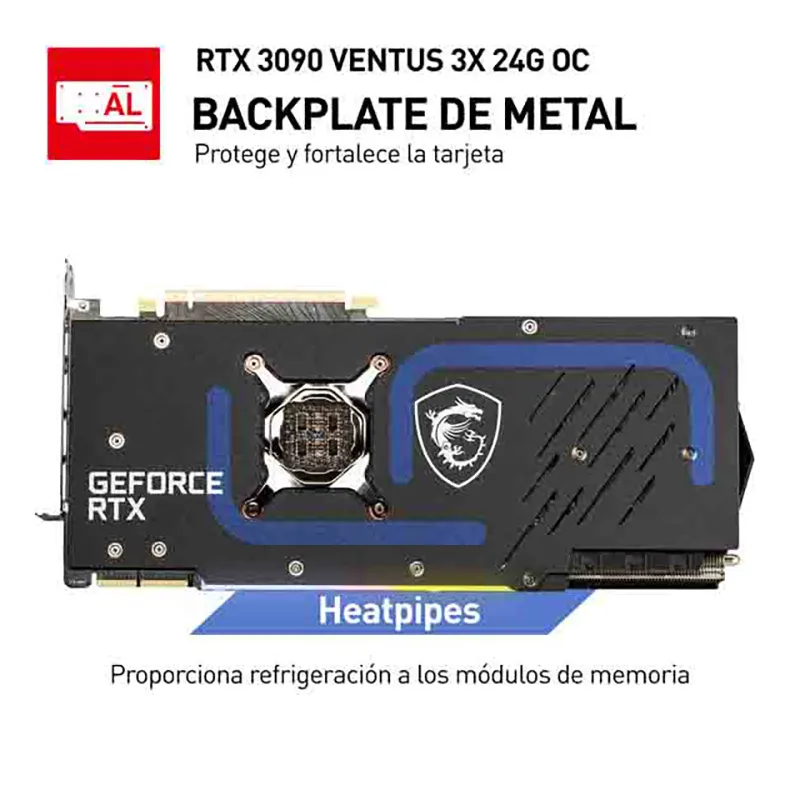 AL
RTX 3090 VENTUS 3X 24G OC
BACKPLATE DE METAL
Protege y fortalece la tarjeta
GEFORCE
RTX
Heatpipes
Proporciona refrigeración a los módulos de memoria